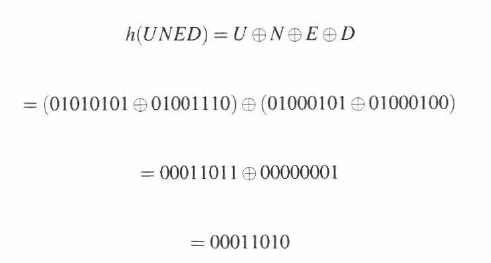 h(UNED) = U ⊕ N ⊕ E ⊕ D
= (01010101 ⊕ 01001110) ⊕ (01000101 ⊕ 01000100)
= 00011011 ⊕ 00000001
= 00011010